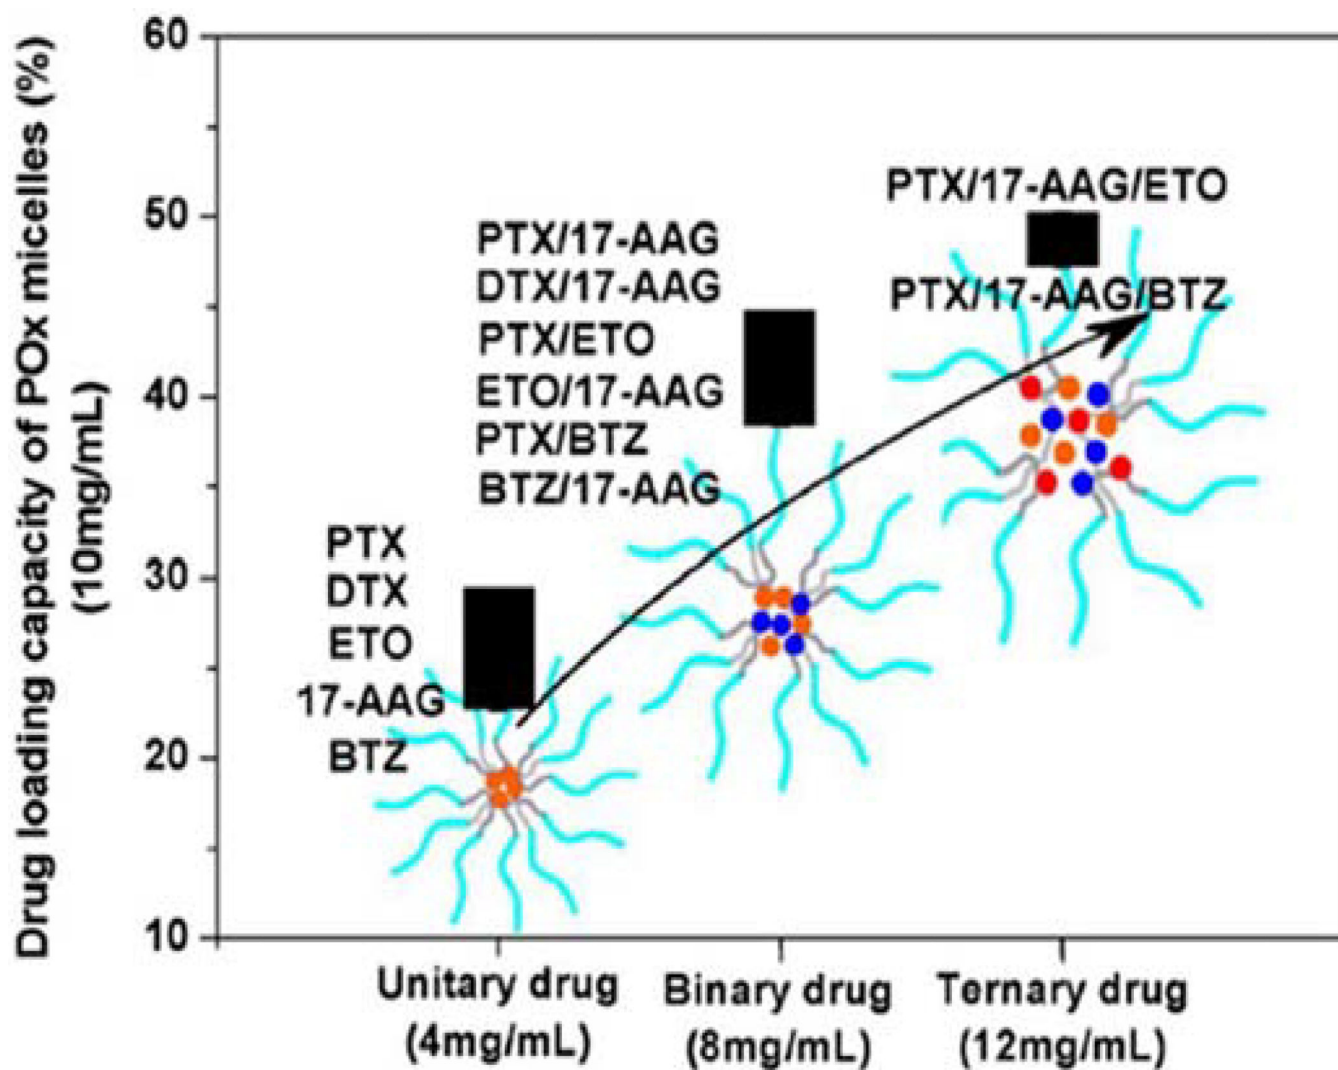 Drug loading capacity of POx micelles (%)
(10mg/mL)
60
50
40
30
20
10
PTX
DTX
ETO
17-AAG
BTZ
PTX/17-AAG
DTX/17-AAG
PTX/ETO
ETO/17-AAG
PTX/BTZ
BTZ/17-AAG
PTX/17-AAG/ETO
PTX/17-AAG/BTZ
Unitary drug
(4mg/mL)
Binary drug
(8mg/mL)
Ternary drug
(12mg/mL)